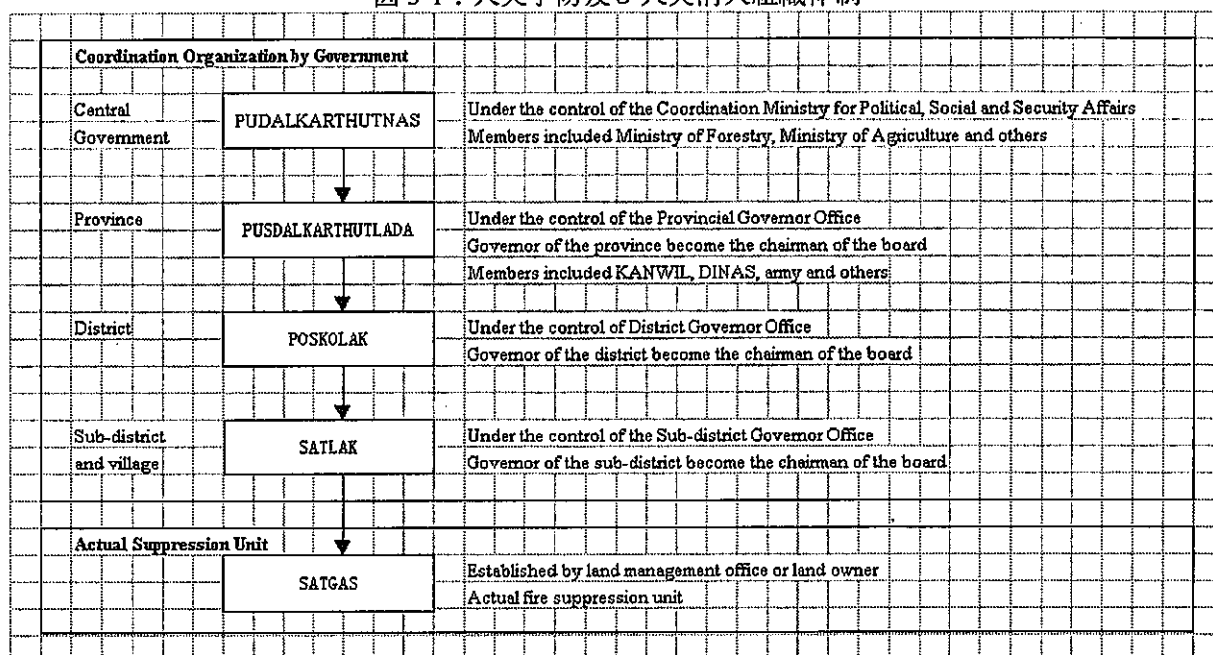 Coordination Organization by Government
Central
Government
PUDALKARTHUTNAS
Under the control of the Coordination Ministry for Political, Social and Security Affairs
Members included Ministry of Forestry, Ministry of Agriculture and others
Province
PUSDALKARTHUTLADA
Under the control of the Provincial Governor Office
Governor of the province become the chairman of the board
Members included KANWIL, DINAS, army and others
District
POSKOLAK
Under the control of District Governor Office
Governor of the district become the chairman of the board
Sub-district
and village
SATLAK
Under the control of the Sub-district Governor Office
Governor of the sub-district become the chairman of the board
Actual Suppression Unit
SATGAS
Established by land management office or land owner
Actual fire suppression unit